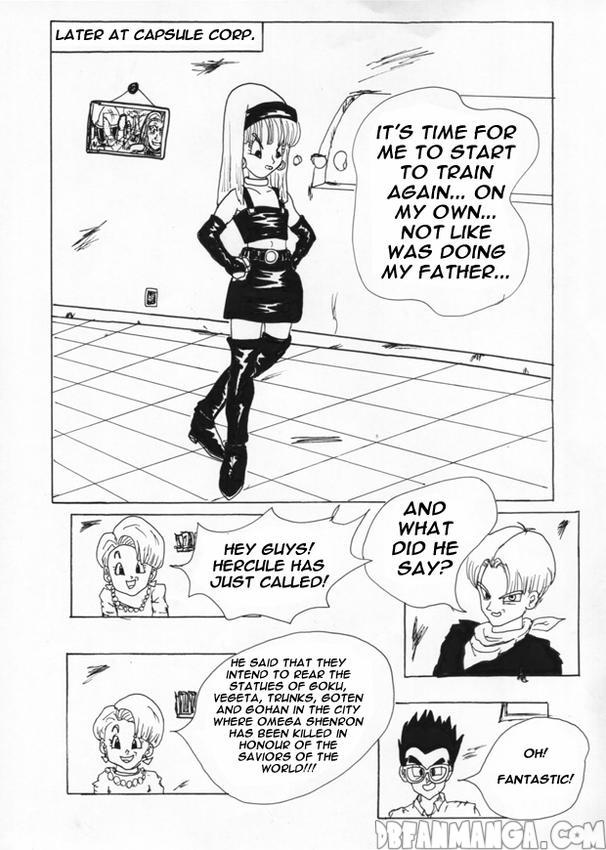 LATER AT CAPSULE CORP.
IT'S TIME FOR
ME TO START
TO TRAIN
AGAIN... ON
MY OWN...
NOT LIKE
WAS DOING
MY FATHER...
HEY GUYS!
HERCULE HAS
JUST CALLED!
AND
WHAT
DID HE
SAY?
HE SAID THAT THEY
INTEND TO REAR THE
STATUES OF GOKU,
VEGETA, TRUNKS, GOTEN
AND GOHAN IN THE CITY
WHERE OMEGA SHENRON
HAS BEEN KILLED IN
HONOUR OF THE
SAVIORS OF THE
WORLD!!!
OH!
FANTASTIC!
DBFANMANGA.COM